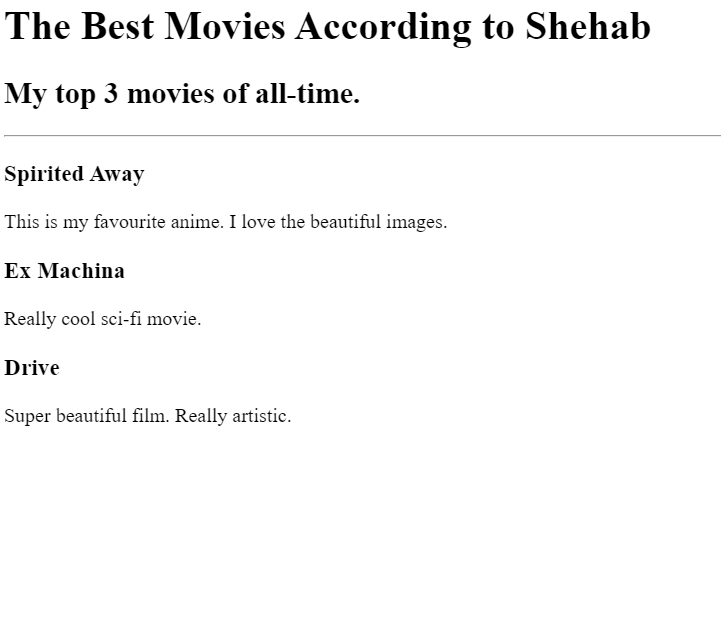 The Best Movies According to Shehab
My top 3 movies of all-time.
Spirited Away
This is my favourite anime. I love the beautiful images.
Ex Machina
Really cool sci-fi movie.
Drive
Super beautiful film. Really artistic.